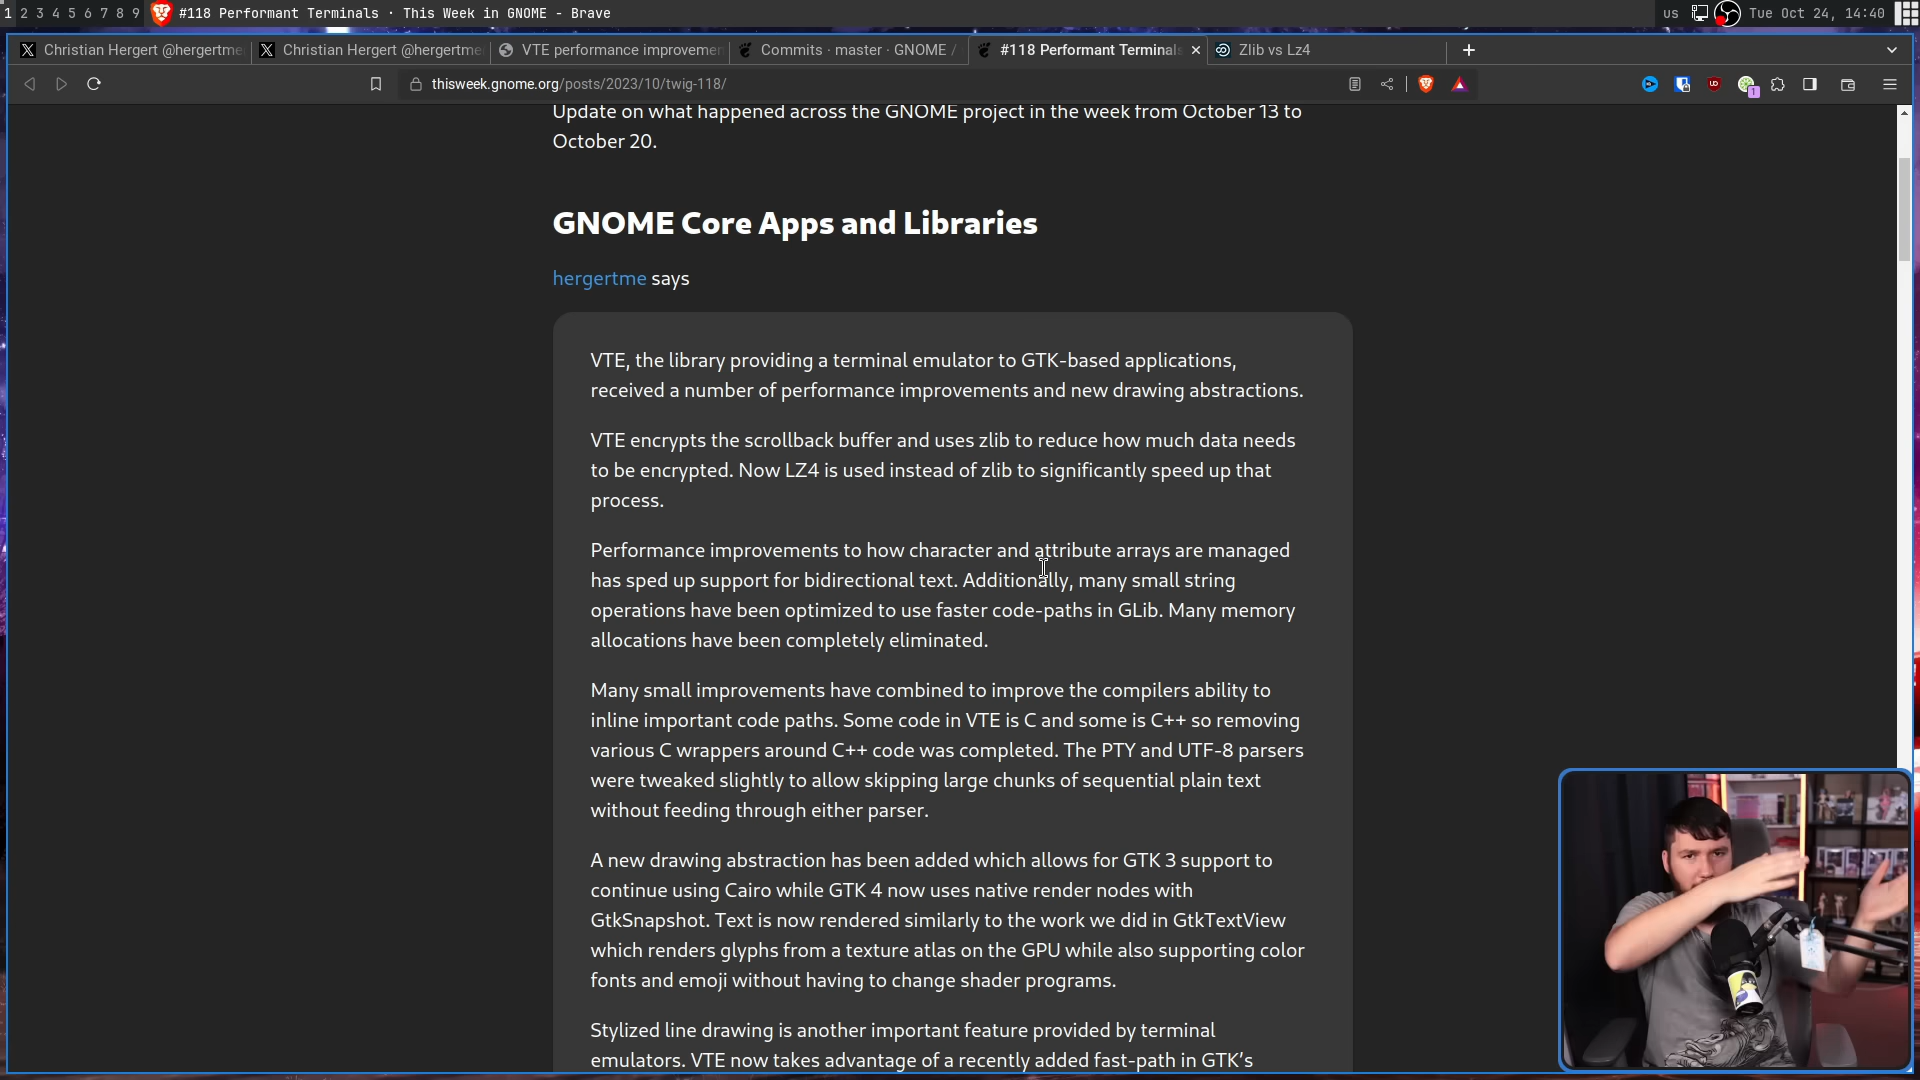 1 2 3 4 5 6 7 8 9 #118 Performant Terminals · This Week in GNOME - Brave us Tue Oct 24, 14:40
Christian Hergert @hergertme Christian Hergert @hergertme VTE performance improvemen Commits · master · GNOME / #118 Performant Terminals Zlib vs Lz4
thisweek.gnome.org/posts/2023/10/twig-118/
Update on what happened across the GNOME project in the week from October 13 to
October 20.
GNOME Core Apps and Libraries
hergertme says
VTE, the library providing a terminal emulator to GTK-based applications,
received a number of performance improvements and new drawing abstractions.
VTE encrypts the scrollback buffer and uses zlib to reduce how much data needs
to be encrypted. Now LZ4 is used instead of zlib to significantly speed up that
process.
Performance improvements to how character and attribute arrays are managed
has sped up support for bidirectional text. Additionally, many small string
operations have been optimized to use faster code-paths in GLib. Many memory
allocations have been completely eliminated.
Many small improvements have combined to improve the compilers ability to
inline important code paths. Some code in VTE is C and some is C++ so removing
various C wrappers around C++ code was completed. The PTY and UTF-8 parsers
were tweaked slightly to allow skipping large chunks of sequential plain text
without feeding through either parser.
A new drawing abstraction has been added which allows for GTK 3 support to
continue using Cairo while GTK 4 now uses native render nodes with
GtkSnapshot. Text is now rendered similarly to the work we did in GtkTextView
which renders glyphs from a texture atlas on the GPU while also supporting color
fonts and emoji without having to change shader programs.
Stylized line drawing is another important feature provided by terminal
emulators. VTE now takes advantage of a recently added fast-path in GTK's